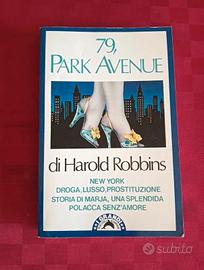 79,
PARK AVENUE
di Harold Robbins
NEW YORK
DROGA, LUSSO, PROSTITUZIONE
STORIA DI MARJA, UNA SPLENDIDA
POLACCA SENZ'AMORE
I GRANDI
subito